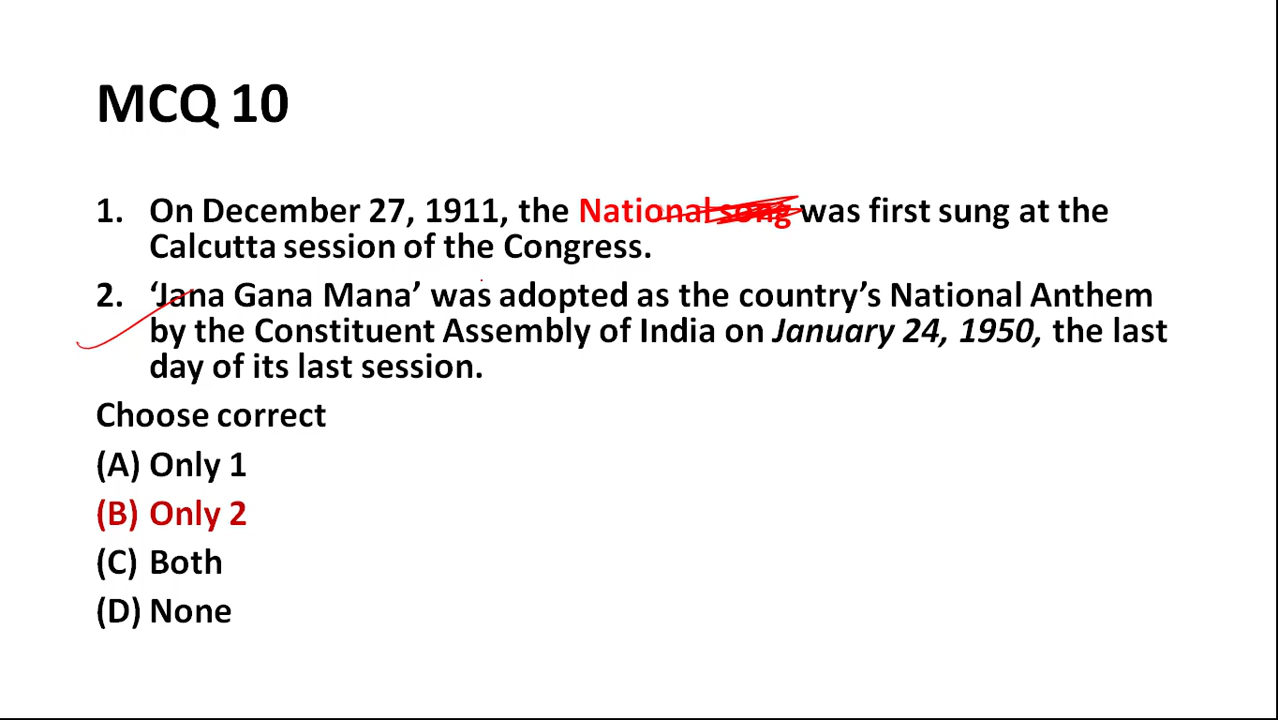 MCQ 10
1. On December 27, 1911, the National song was first sung at the
Calcutta session of the Congress.
2. ‘Jana Gana Mana’ was adopted as the country’s National Anthem
by the Constituent Assembly of India on January 24, 1950, the last
day of its last session.
Choose correct
(A) Only 1
(B) Only 2
(C) Both
(D) None